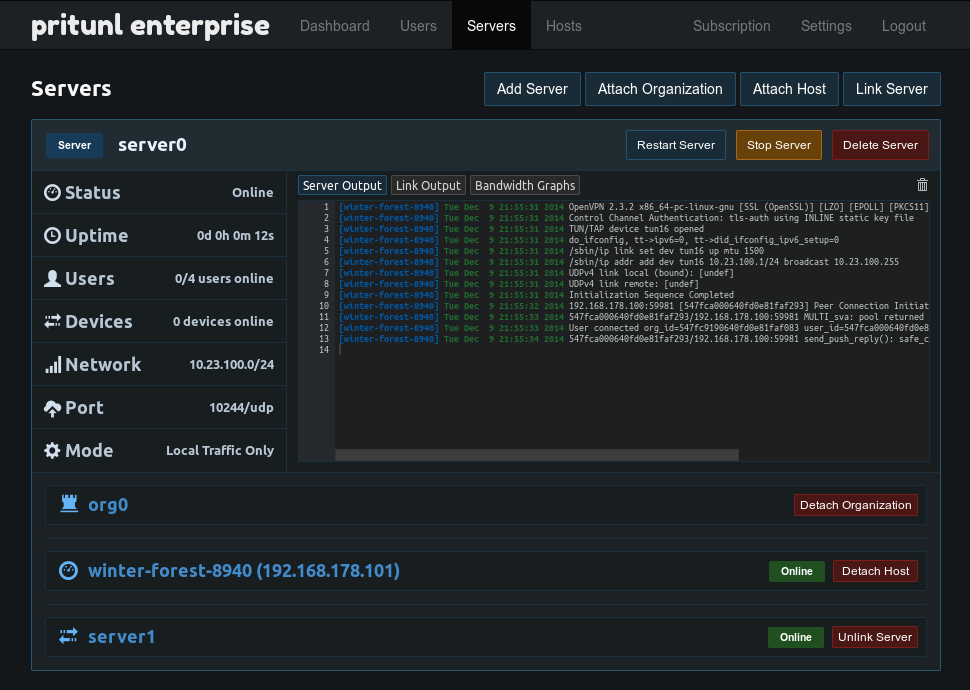 pritunl enterprise Dashboard Users Servers Hosts Subscription Settings Logout
Servers Add Server Attach Organization Attach Host Link Server
Server server0 Restart Server Stop Server Delete Server
Status Online
Uptime 0d 0h 0m 12s
Users 0/4 users online
Devices 0 devices online
Network 10.23.100.0/24
Port 10244/udp
Mode Local Traffic Only
Server Output Link Output Bandwidth Graphs
1 [winter-forest-8940] Tue Dec  9 21:55:31 2014 OpenVPN 2.3.2 x86_64-pc-linux-gnu [SSL (OpenSSL)] [LZO] [EPOLL] [PKCS11]
2 [winter-forest-8940] Tue Dec  9 21:55:31 2014 Control Channel Authentication: tls-auth using INLINE static key file
3 [winter-forest-8940] Tue Dec  9 21:55:31 2014 TUN/TAP device tun16 opened
4 [winter-forest-8940] Tue Dec  9 21:55:31 2014 do_ifconfig, tt->ipv6=0, tt->did_ifconfig_ipv6_setup=0
5 [winter-forest-8940] Tue Dec  9 21:55:31 2014 /sbin/ip link set dev tun16 up mtu 1500
6 [winter-forest-8940] Tue Dec  9 21:55:31 2014 /sbin/ip addr add dev tun16 10.23.100.1/24 broadcast 10.23.100.255
7 [winter-forest-8940] Tue Dec  9 21:55:31 2014 UDPv4 link local (bound): [undef]
8 [winter-forest-8940] Tue Dec  9 21:55:31 2014 UDPv4 link remote: [undef]
9 [winter-forest-8940] Tue Dec  9 21:55:31 2014 Initialization Sequence Completed
10 [winter-forest-8940] Tue Dec  9 21:55:32 2014 192.168.178.100:59981 [547fca000640fd0e81faf293] Peer Connection Initiat
11 [winter-forest-8940] Tue Dec  9 21:55:33 2014 547fca000640fd0e81faf293/192.168.178.100:59981 MULTI_sva: pool returned
12 [winter-forest-8940] Tue Dec  9 21:55:33 2014 User connected org_id=547fc9190640fd0e81faf083 user_id=547fca000640fd0e8
13 [winter-forest-8940] Tue Dec  9 21:55:34 2014 547fca000640fd0e81faf293/192.168.178.100:59981 send_push_reply(): safe_c
14
org0 Detach Organization
winter-forest-8940 (192.168.178.101) Online Detach Host
server1 Online Unlink Server